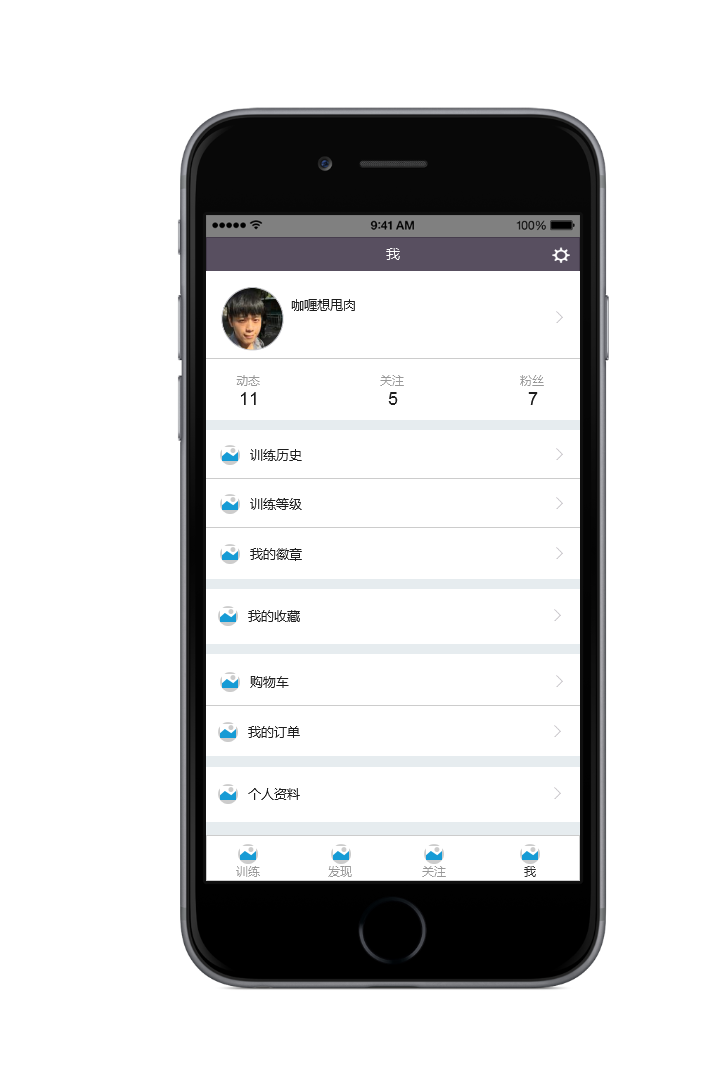 9:41 AM 100%
我
咖喱想甩肉
动态 关注 粉丝
11 5 7
训练历史
训练等级
我的徽章
我的收藏
购物车
我的订单
个人资料
训练 发现 关注 我